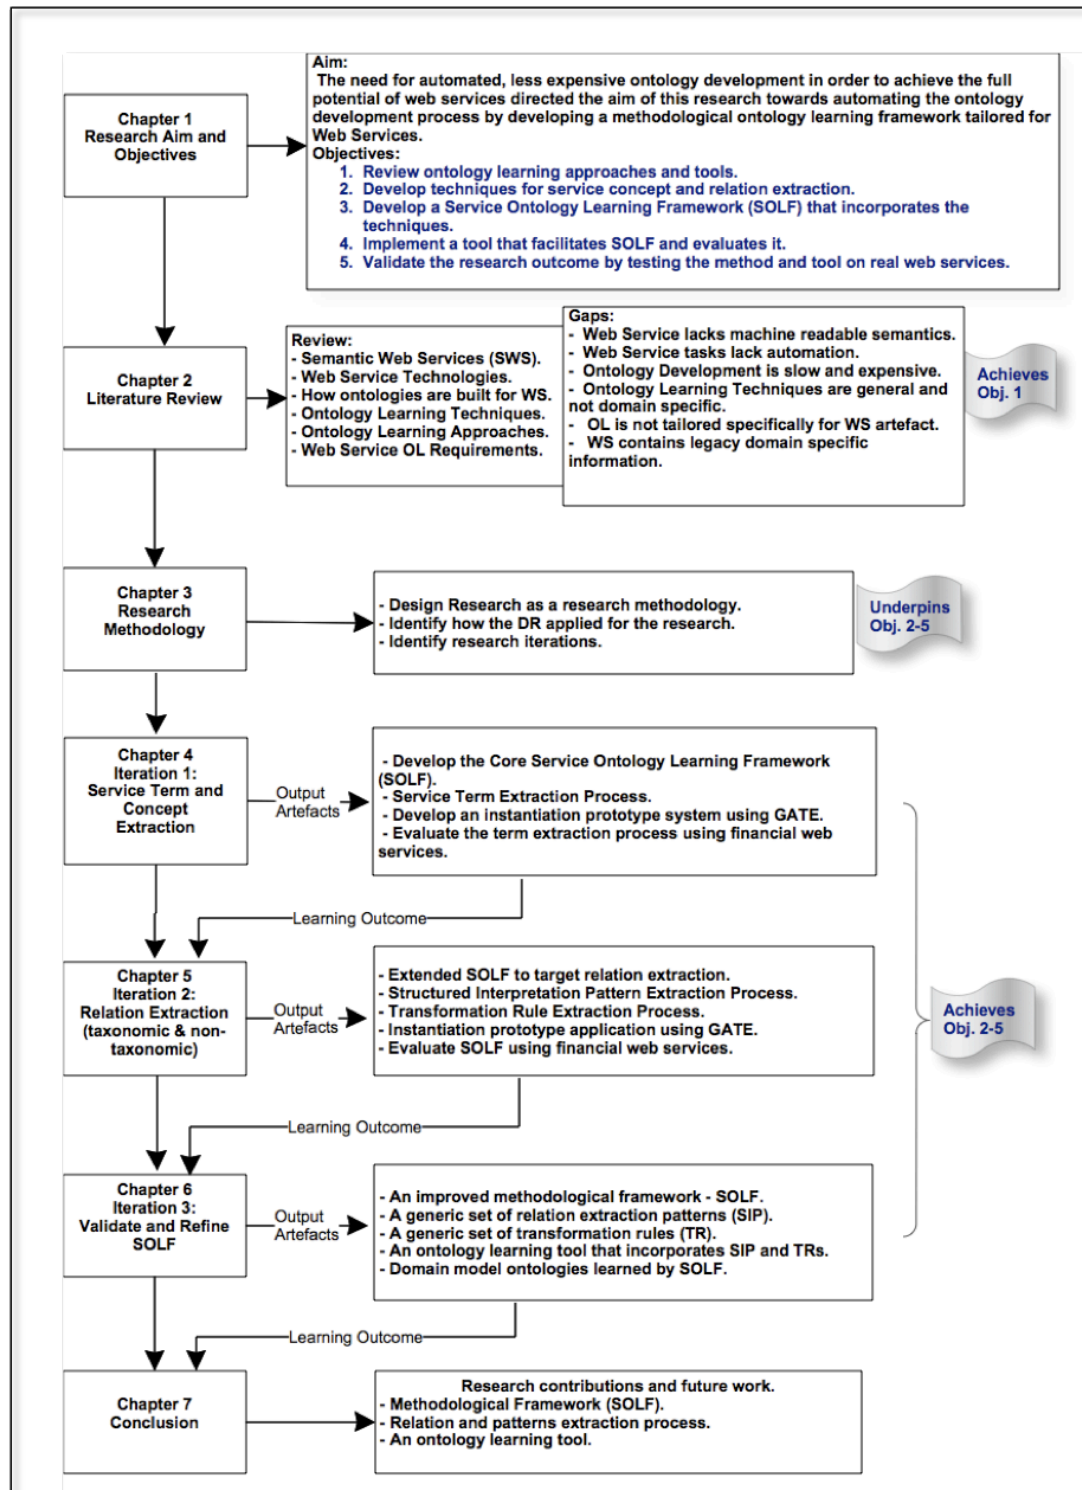 Aim:
The need for automated, less expensive ontology development in order to achieve the full
potential of web services directed the aim of this research towards automating the ontology
development process by developing a methodological ontology learning framework tailored for
Web Services.
Objectives:
1. Review ontology learning approaches and tools.
2. Develop techniques for service concept and relation extraction.
3. Develop a Service Ontology Learning Framework (SOLF) that incorporates the
techniques.
4. Implement a tool that facilitates SOLF and evaluates it.
5. Validate the research outcome by testing the method and tool on real web services.
Chapter 1
Research Aim and
Objectives
Chapter 2
Literature Review
Review:
- Semantic Web Services (SWS).
- Web Service Technologies.
- How ontologies are built for WS.
- Ontology Learning Techniques.
- Ontology Learning Approaches.
- Web Service OL Requirements.
Gaps:
- Web Service lacks machine readable semantics.
- Web Service tasks lack automation.
- Ontology Development is slow and expensive.
- Ontology Learning Techniques are general and
not domain specific.
- OL is not tailored specifically for WS artefact.
- WS contains legacy domain specific
information.
Achieves
Obj. 1
Chapter 3
Research
Methodology
- Design Research as a research methodology.
- Identify how the DR applied for the research.
- Identify research iterations.
Underpins
Obj. 2-5
Chapter 4
Iteration 1:
Service Term and
Concept
Extraction
Output
Artefacts
- Develop the Core Service Ontology Learning Framework
(SOLF).
- Service Term Extraction Process.
- Develop an instantiation prototype system using GATE.
- Evaluate the term extraction process using financial web
services.
Learning Outcome
Chapter 5
Iteration 2:
Relation Extraction
(taxonomic & non-
taxonomic)
Output
Artefacts
- Extended SOLF to target relation extraction.
- Structured Interpretation Pattern Extraction Process.
- Transformation Rule Extraction Process.
- Instantiation prototype application using GATE.
- Evaluate SOLF using financial web services.
Achieves
Obj. 2-5
Learning Outcome
Chapter 6
Iteration 3:
Validate and Refine
SOLF
Output
Artefacts
- An improved methodological framework - SOLF.
- A generic set of relation extraction patterns (SIP).
- A generic set of transformation rules (TR).
- An ontology learning tool that incorporates SIP and TRs.
- Domain model ontologies learned by SOLF.
Learning Outcome
Chapter 7
Conclusion
Research contributions and future work.
- Methodological Framework (SOLF).
- Relation and patterns extraction process.
- An ontology learning tool.